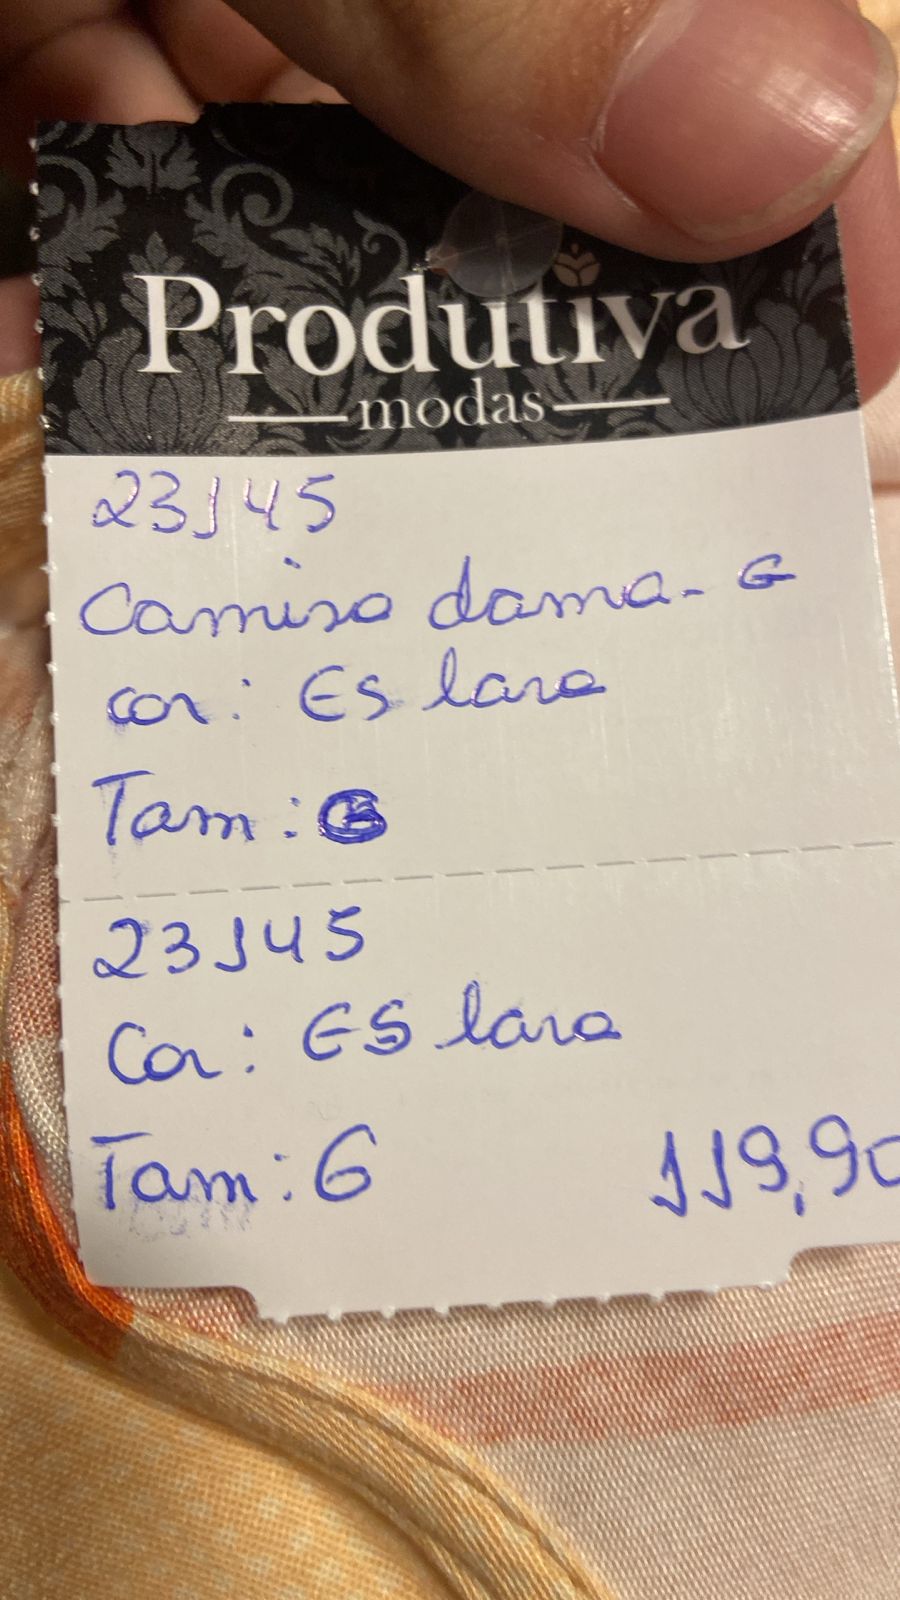 Produtiva
modas
23145
Camisa dama - G
cor: Es lara
Tam: G
23145
Cor: ES lara
Tam: G 119,90